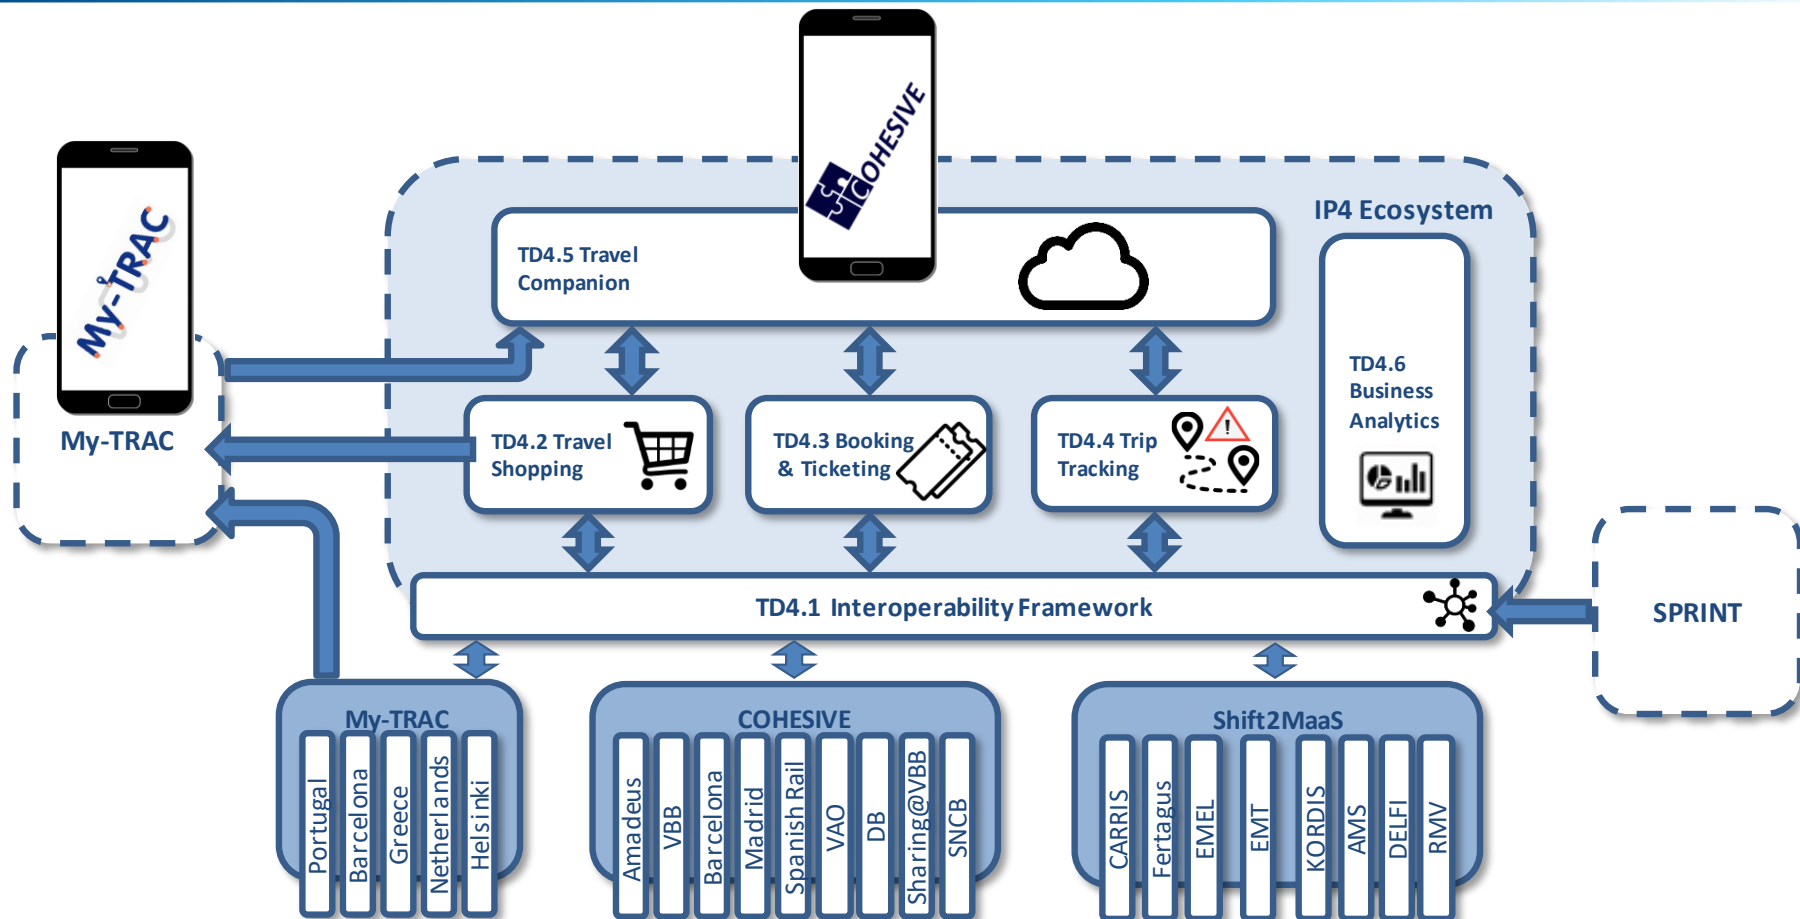 COHESIVE
My-TRAC
IP4 Ecosystem
TD4.5 Travel
Companion
TD4.6
Business
Analytics
My-TRAC
TD4.2 Travel
Shopping
TD4.3 Booking
& Ticketing
TD4.4 Trip
Tracking
!
TD4.1 Interoperability Framework
SPRINT
My-TRAC
Portugal
Barcelona
Greece
Netherlands
Helsinki
COHESIVE
Amadeus
VBB
Barcelona
Madrid
Spanish Rail
VAO
DB
Sharing@VBB
SNCB
Shift2MaaS
CARRIS
Fertagus
EMEL
EMT
KORDIS
AMS
DELFI
RMV